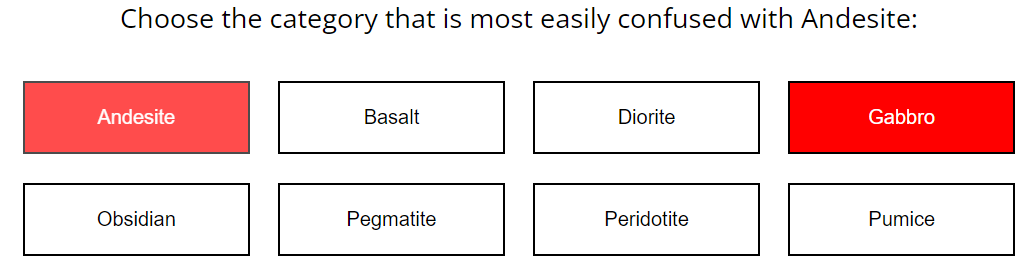 Choose the category that is most easily confused with Andesite:
Andesite Basalt Diorite Gabbro
Obsidian Pegmatite Peridotite Pumice